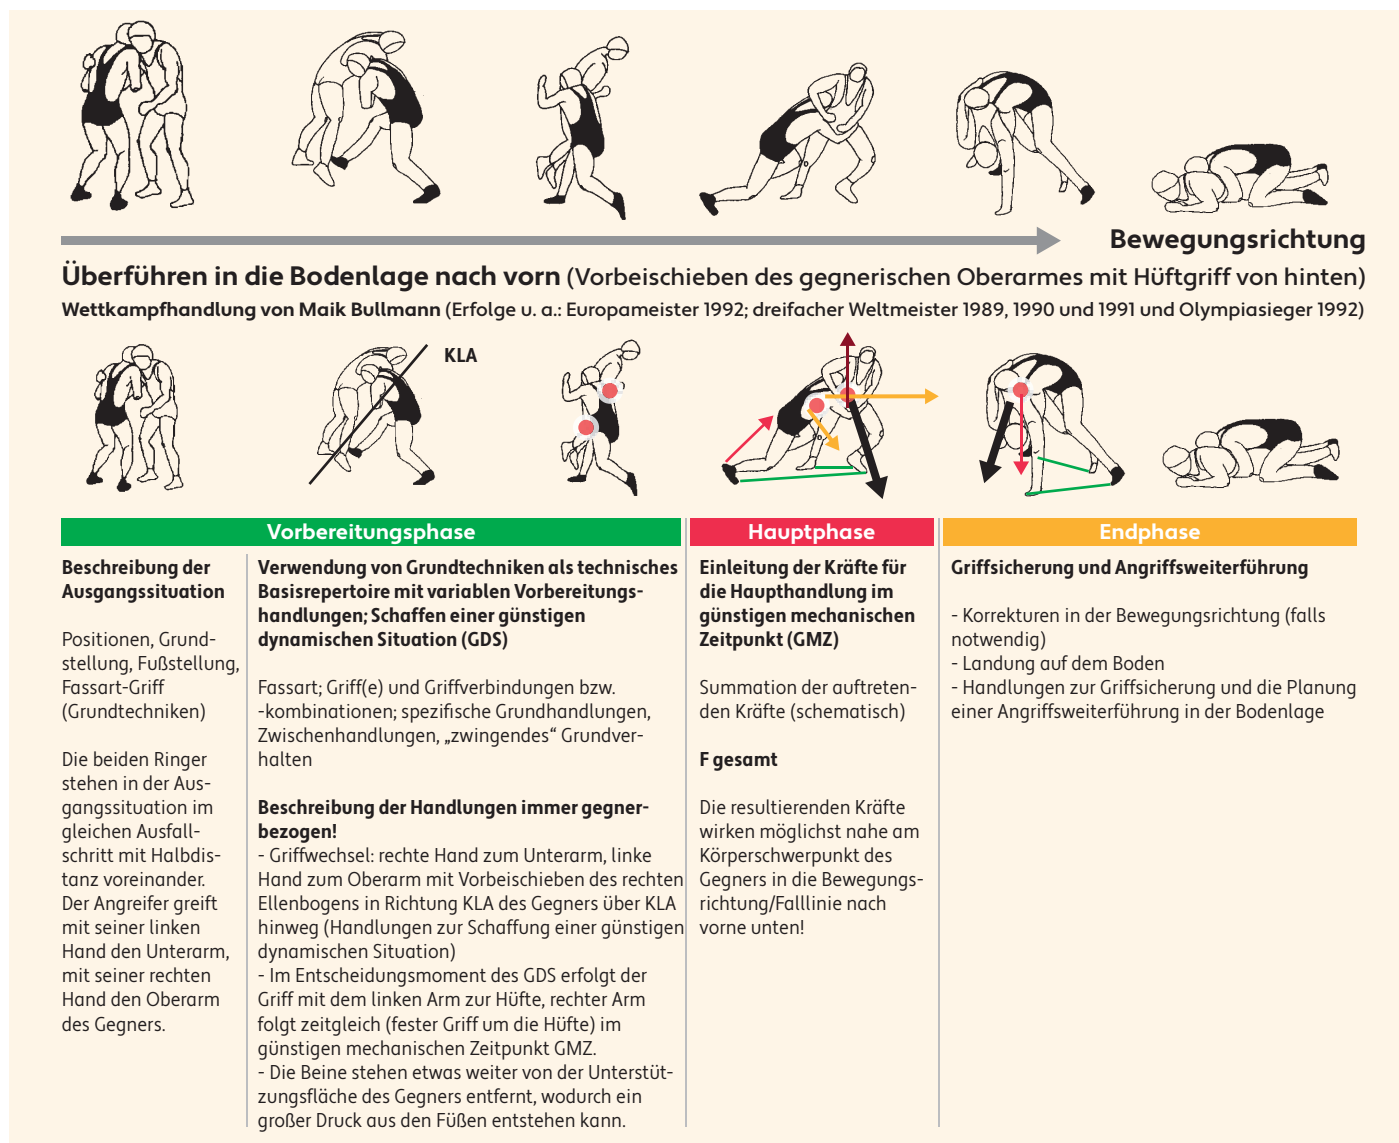 Bewegungsrichtung
Überführen in die Bodenlage nach vorn (Vorbeischieben des gegnerischen Oberarmes mit Hüftgriff von hinten)
Wettkampfhandlung von Maik Bullmann (Erfolge u. a.: Europameister 1992; dreifacher Weltmeister 1989, 1990 und 1991 und Olympiasieger 1992)
KLA
Vorbereitungsphase
Beschreibung der
Ausgangssituation
Positionen, Grund-
stellung, Fußstellung,
Fassart-Griff
(Grundtechniken)
Die beiden Ringer
stehen in der Aus-
gangssituation im
gleichen Ausfall-
schritt mit Halbdis-
tanz voreinander.
Der Angreifer greift
mit seiner linken
Hand den Unterarm,
mit seiner rechten
Hand den Oberarm
des Gegners.
Verwendung von Grundtechniken als technisches
Basisrepertoire mit variablen Vorbereitungs-
handlungen; Schaffen einer günstigen
dynamischen Situation (GDS)
Fassart; Griff(e) und Griffverbindungen bzw.
-kombinationen; spezifische Grundhandlungen,
Zwischenhandlungen, „zwingendes“ Grundver-
halten
Beschreibung der Handlungen immer gegner-
bezogen!
- Griffwechsel: rechte Hand zum Unterarm, linke
Hand zum Oberarm mit Vorbeischieben des rechten
Ellenbogens in Richtung KLA des Gegners über KLA
hinweg (Handlungen zur Schaffung einer günstigen
dynamischen Situation)
- Im Entscheidungsmoment des GDS erfolgt der
Griff mit dem linken Arm zur Hüfte, rechter Arm
folgt zeitgleich (fester Griff um die Hüfte) im
günstigen mechanischen Zeitpunkt GMZ.
- Die Beine stehen etwas weiter von der Unterstüt-
zungsfläche des Gegners entfernt, wodurch ein
großer Druck aus den Füßen entstehen kann.
Hauptphase
Einleitung der Kräfte für
die Haupthandlung im
günstigen mechanischen
Zeitpunkt (GMZ)
Summation der auftreten-
den Kräfte (schematisch)
F gesamt
Die resultierenden Kräfte
wirken möglichst nahe am
Körperschwerpunkt des
Gegners in die Bewegungs-
richtung/Falllinie nach
vorne unten!
Endphase
Griffsicherung und Angriffsweiterführung
- Korrekturen in der Bewegungsrichtung (falls
notwendig)
- Landung auf dem Boden
- Handlungen zur Griffsicherung und die Planung
einer Angriffsweiterführung in der Bodenlage